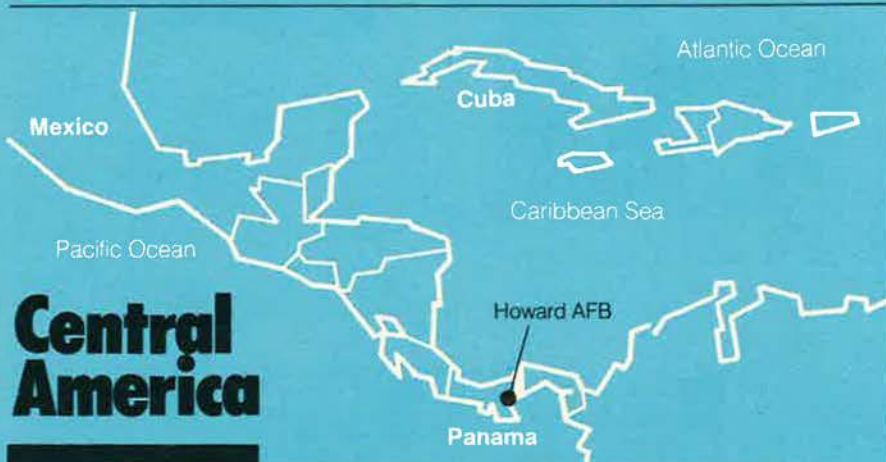 Atlantic Ocean
Cuba
Mexico
Caribbean Sea
Pacific Ocean
Howard AFB
Central
America
Panama